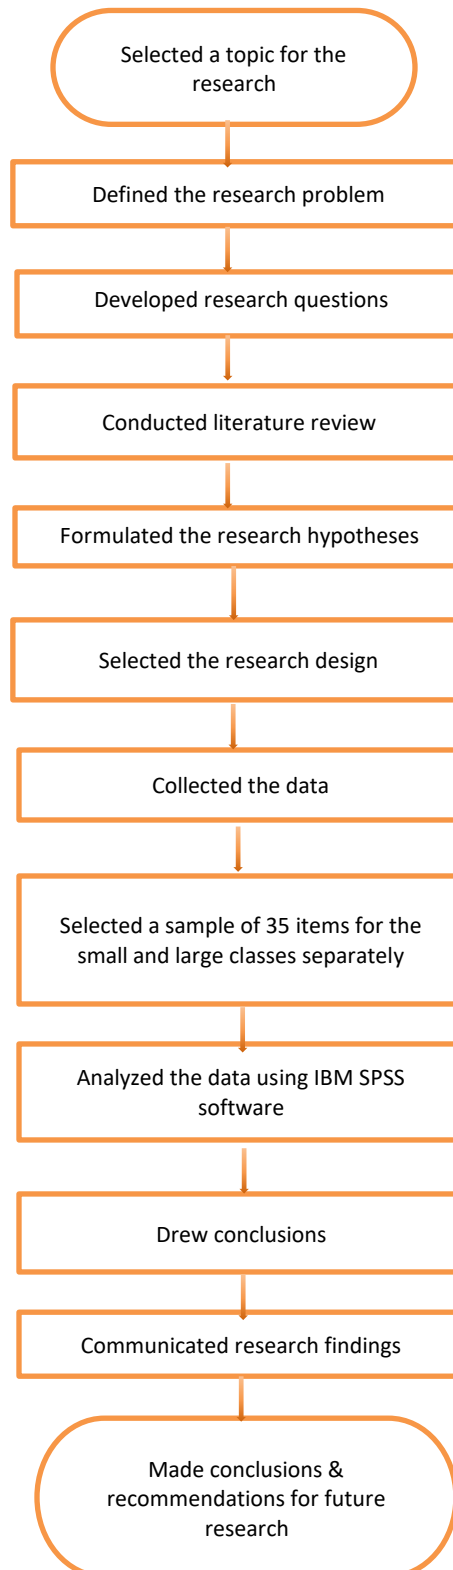 Selected a topic for the
research
Defined the research problem
Developed research questions
Conducted literature review
Formulated the research hypotheses
Selected the research design
Collected the data
Selected a sample of 35 items for the
small and large classes separately
Analyzed the data using IBM SPSS
software
Drew conclusions
Communicated research findings
Made conclusions &
recommendations for future
research